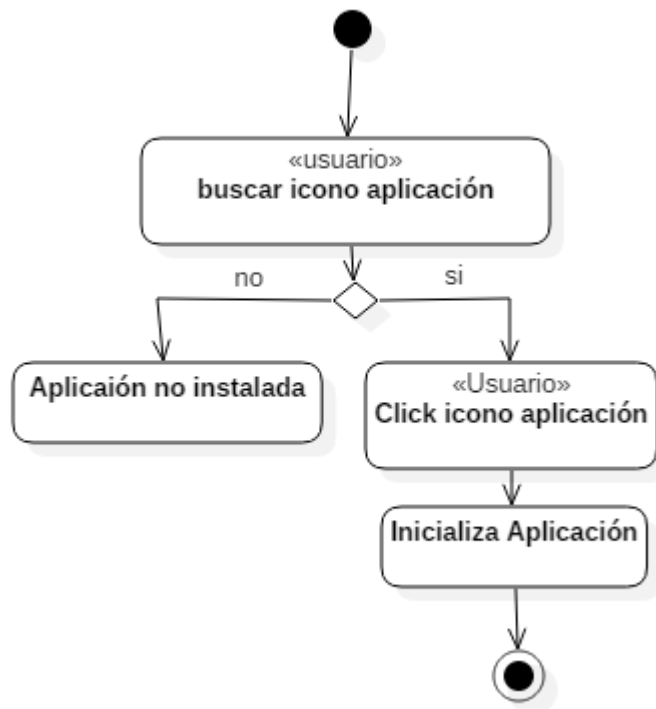 «usuario»
buscar icono aplicación
no
si
Aplicaión no instalada
«Usuario»
Click icono aplicación
Inicializa Aplicación